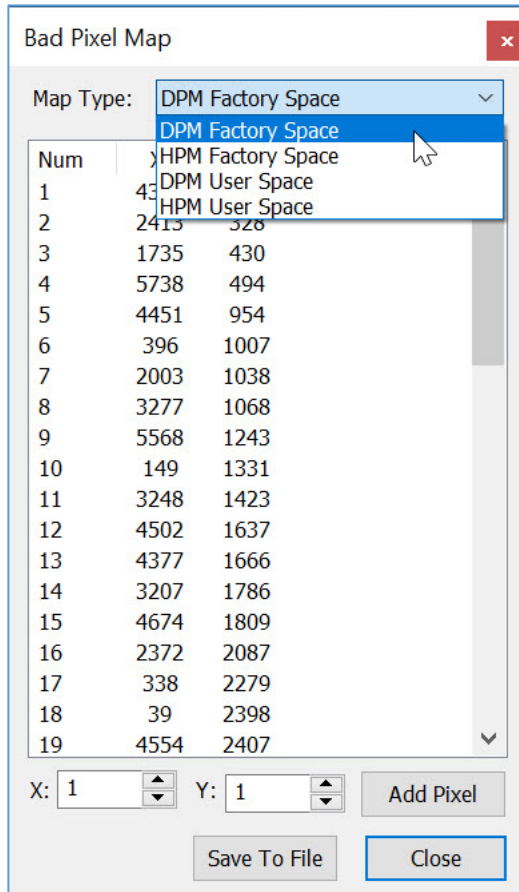 Bad Pixel Map
x
Map Type: DPM Factory Space
DPM Factory Space
HPM Factory Space
DPM User Space
HPM User Space
Num
1
2 2413 328
3 1735 430
4 5738 494
5 4451 954
6 396 1007
7 2003 1038
8 3277 1068
9 5568 1243
10 149 1331
11 3248 1423
12 4502 1637
13 4377 1666
14 3207 1786
15 4674 1809
16 2372 2087
17 338 2279
18 39 2398
19 4554 2407
X: 1 Y: 1 Add Pixel
Save To File Close